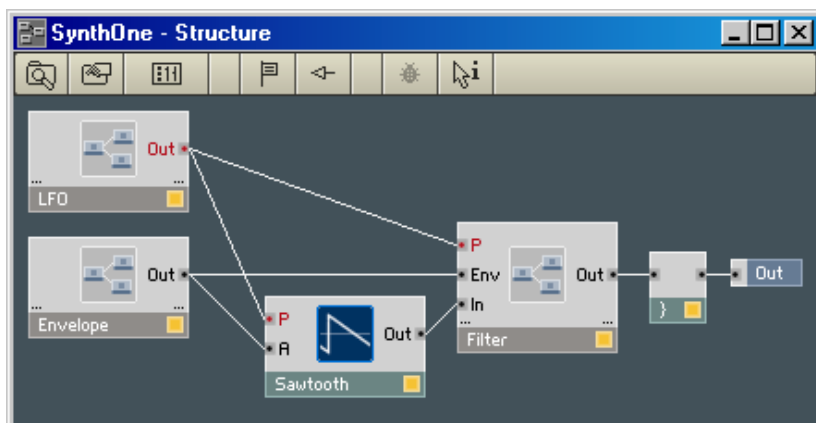 SynthOne - Structure
i
Out
...
...
LFO
P
Out
Env
Out
Out
In
...
...
...
...
Envelope
P
Out
A
Filter
}
Sawtooth